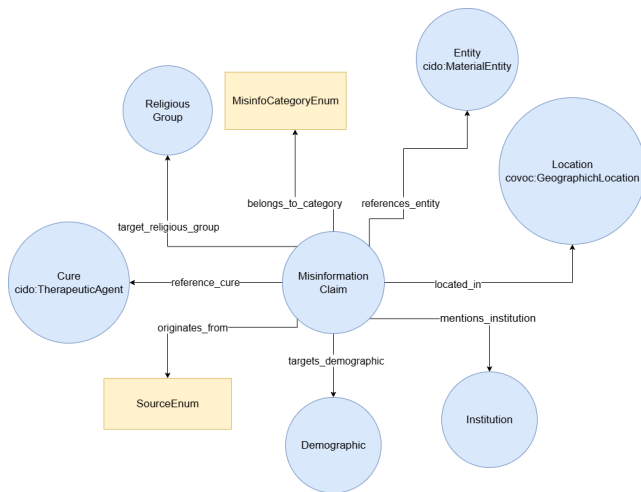 Entity
cido:MaterialEntity
Religious
Group
MisinfoCategoryEnum
Location
covoc:GeographichLocation
belongs_to_category
references_entity
target_religious_group
Cure
cido:TherapeuticAgent
reference_cure
Misinformation
Claim
located_in
originates_from
mentions_institution
targets_demographic
SourceEnum
Demographic
Institution